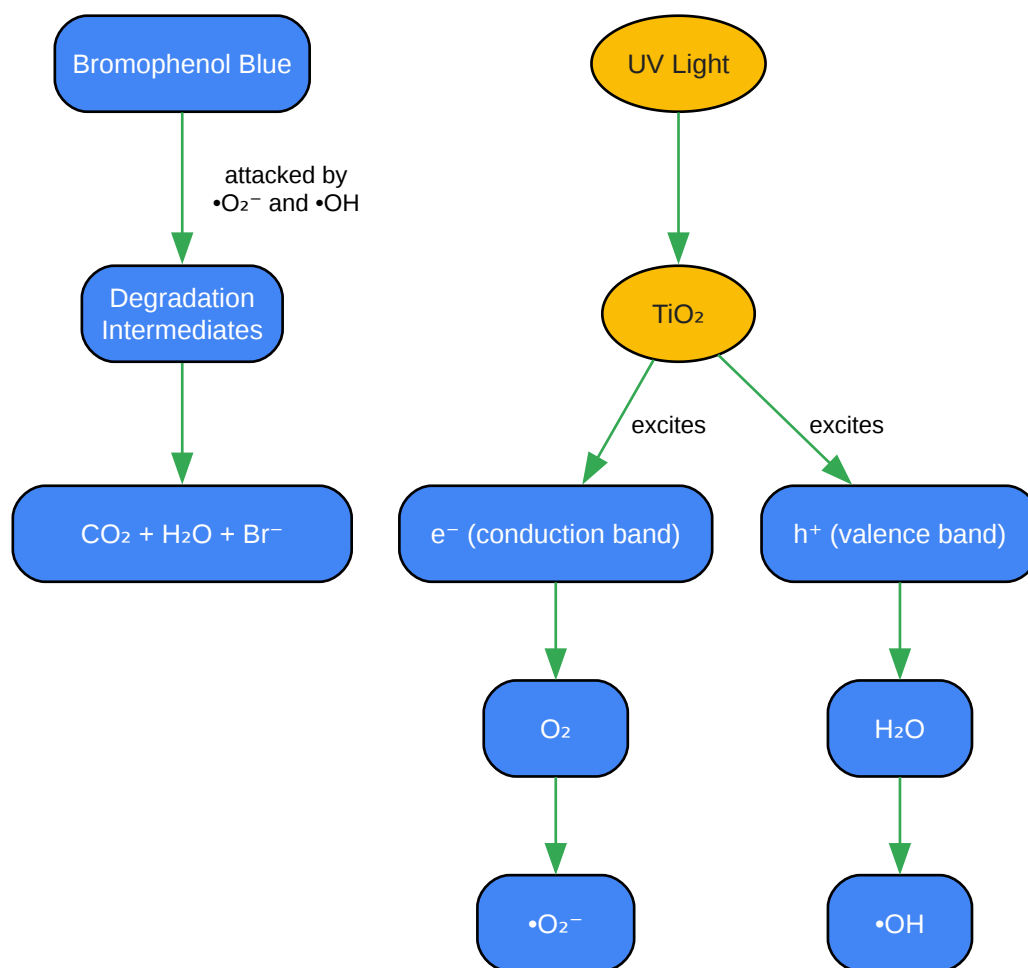 Bromophenol Blue
UV Light
attacked by
•O₂⁻ and •OH
Degradation
Intermediates
TiO₂
excites
excites
CO₂ + H₂O + Br⁻
e⁻ (conduction band)
h⁺ (valence band)
O₂
H₂O
•O₂⁻
•OH